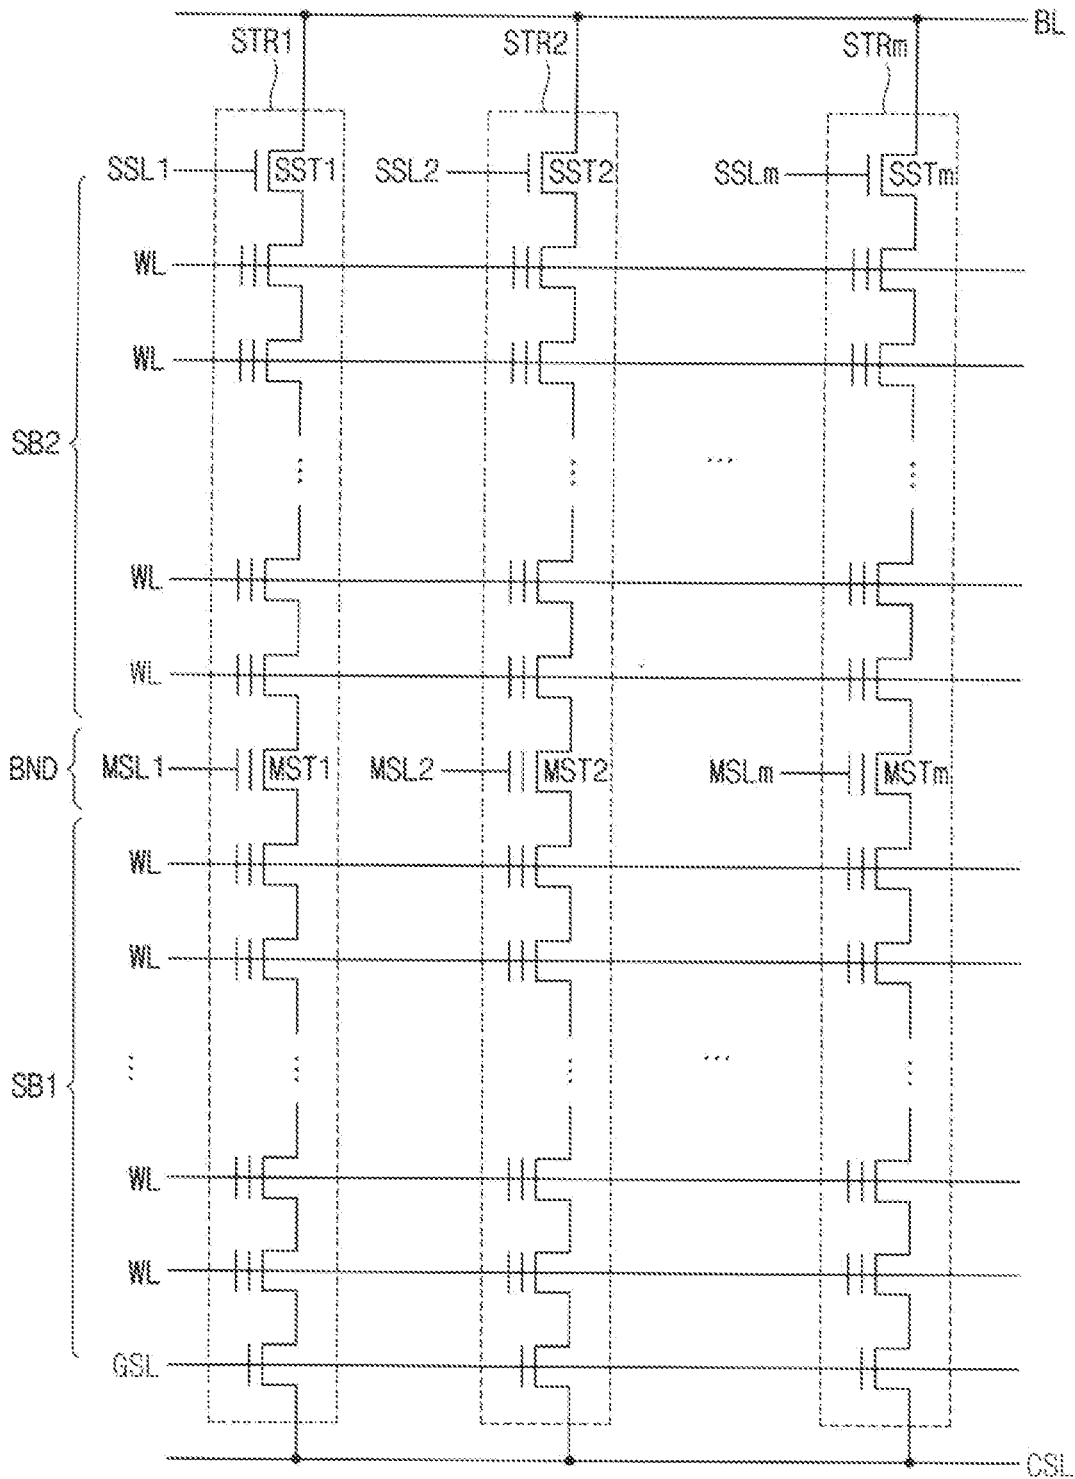 BL
STR1 STR2 STRm
SSL1 SST1 SSL2 SST2 SSLm SSTm
WL
WL
SB2
...
WL
WL
BND MSL1 MST1 MSL2 MST2 MSLm MSTm
WL
WL
...
SB1
WL
WL
GSL
CSL